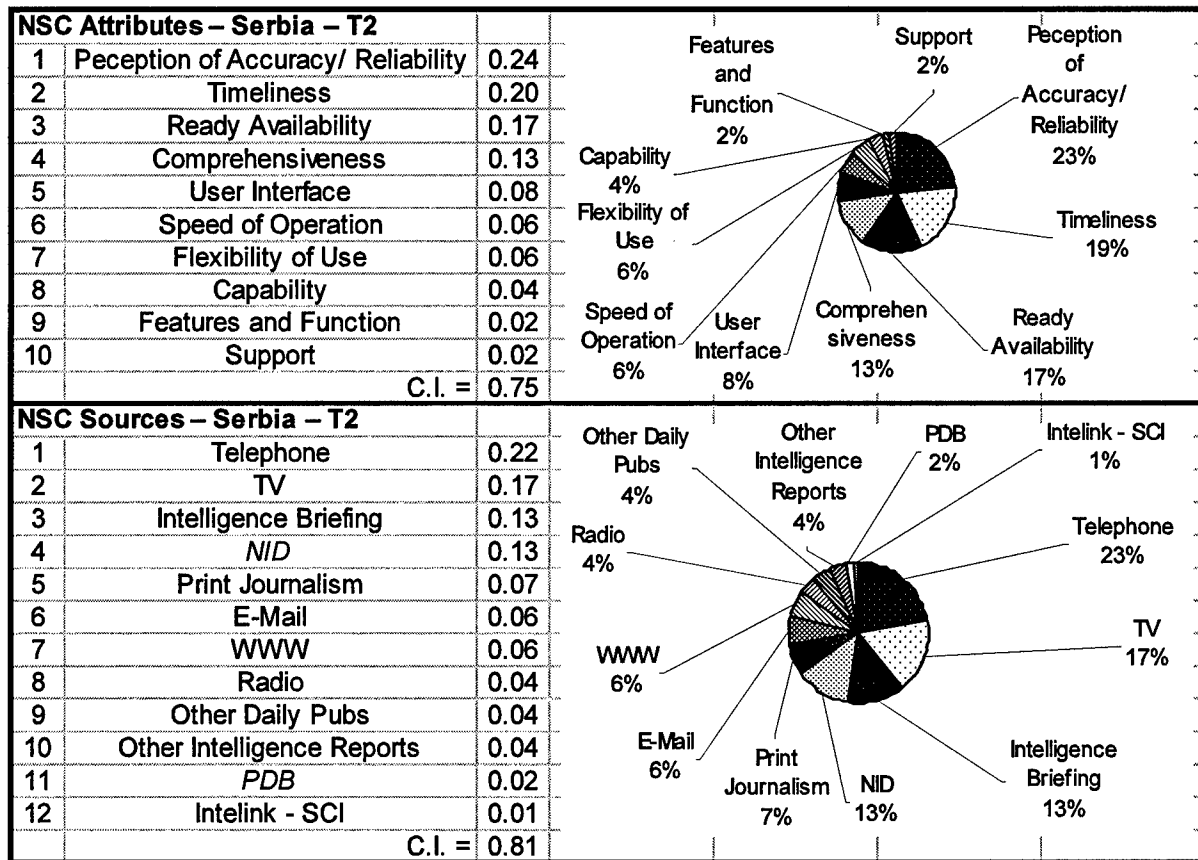 NSC Attributes – Serbia – T2
1 Peception of Accuracy/ Reliability 0.24
2 Timeliness 0.20
3 Ready Availability 0.17
4 Comprehensiveness 0.13
5 User Interface 0.08
6 Speed of Operation 0.06
7 Flexibility of Use 0.06
8 Capability 0.04
9 Features and Function 0.02
10 Support 0.02
C.I. = 0.75
Features
and
Function
2%
Support
2%
Peception
of
Accuracy/
Reliability
23%
Capability
4%
Flexibility of
Use
6%
Timeliness
19%
Speed of
Operation
6%
User
Interface
8%
Comprehen
siveness
13%
Ready
Availability
17%
NSC Sources – Serbia – T2
1 Telephone 0.22
2 TV 0.17
3 Intelligence Briefing 0.13
4 NID 0.13
5 Print Journalism 0.07
6 E-Mail 0.06
7 WWW 0.06
8 Radio 0.04
9 Other Daily Pubs 0.04
10 Other Intelligence Reports 0.04
11 PDB 0.02
12 Intelink - SCI 0.01
C.I. = 0.81
Other Daily
Pubs
4%
Other
Intelligence
Reports
4%
PDB
2%
Intelink - SCI
1%
Radio
4%
Telephone
23%
WWW
6%
TV
17%
E-Mail
6%
Print
Journalism
7%
NID
13%
Intelligence
Briefing
13%